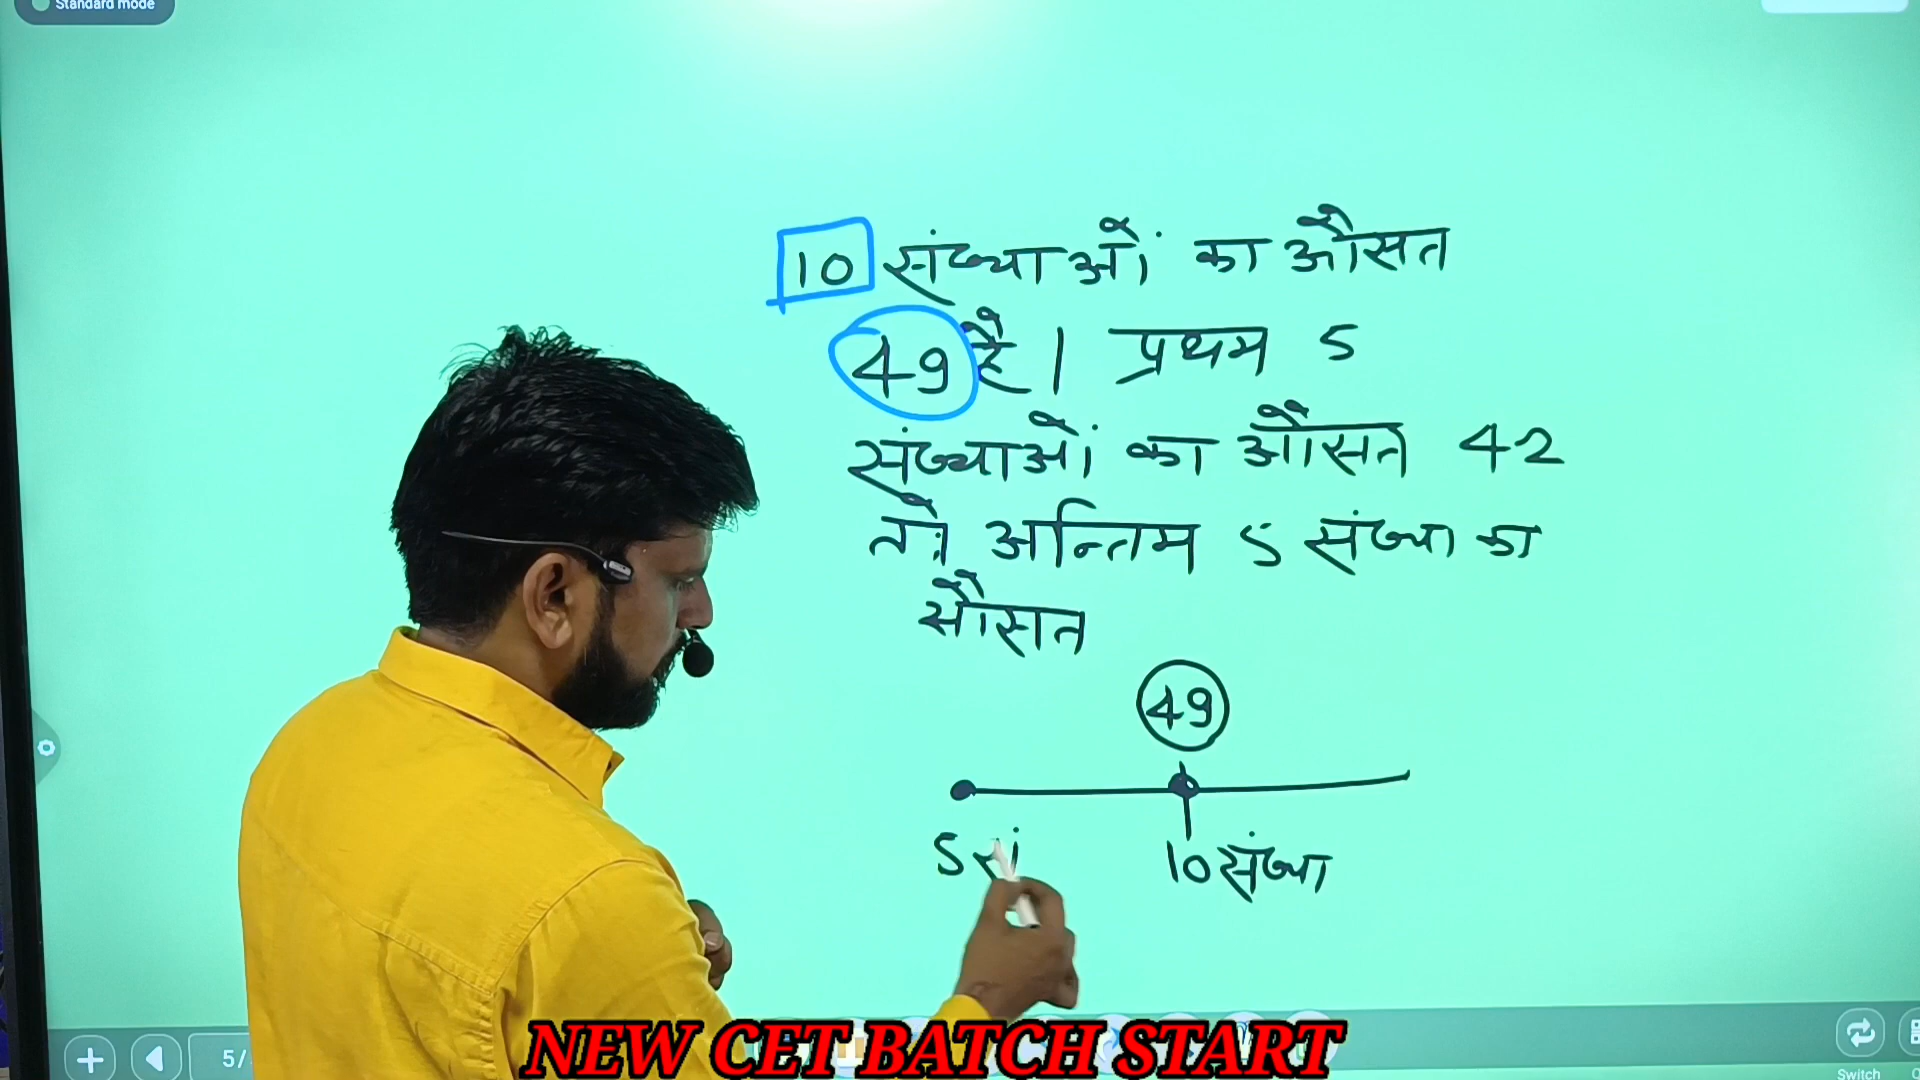 Standard mode
10 संख्याओं का औसत
49 है। प्रथम 5
संख्याओं का औसत 42
तो अन्तिम 5 संख्या का
औसत
49
5 सं
10 संख्या
5/
NEW CET BATCH START
Switch